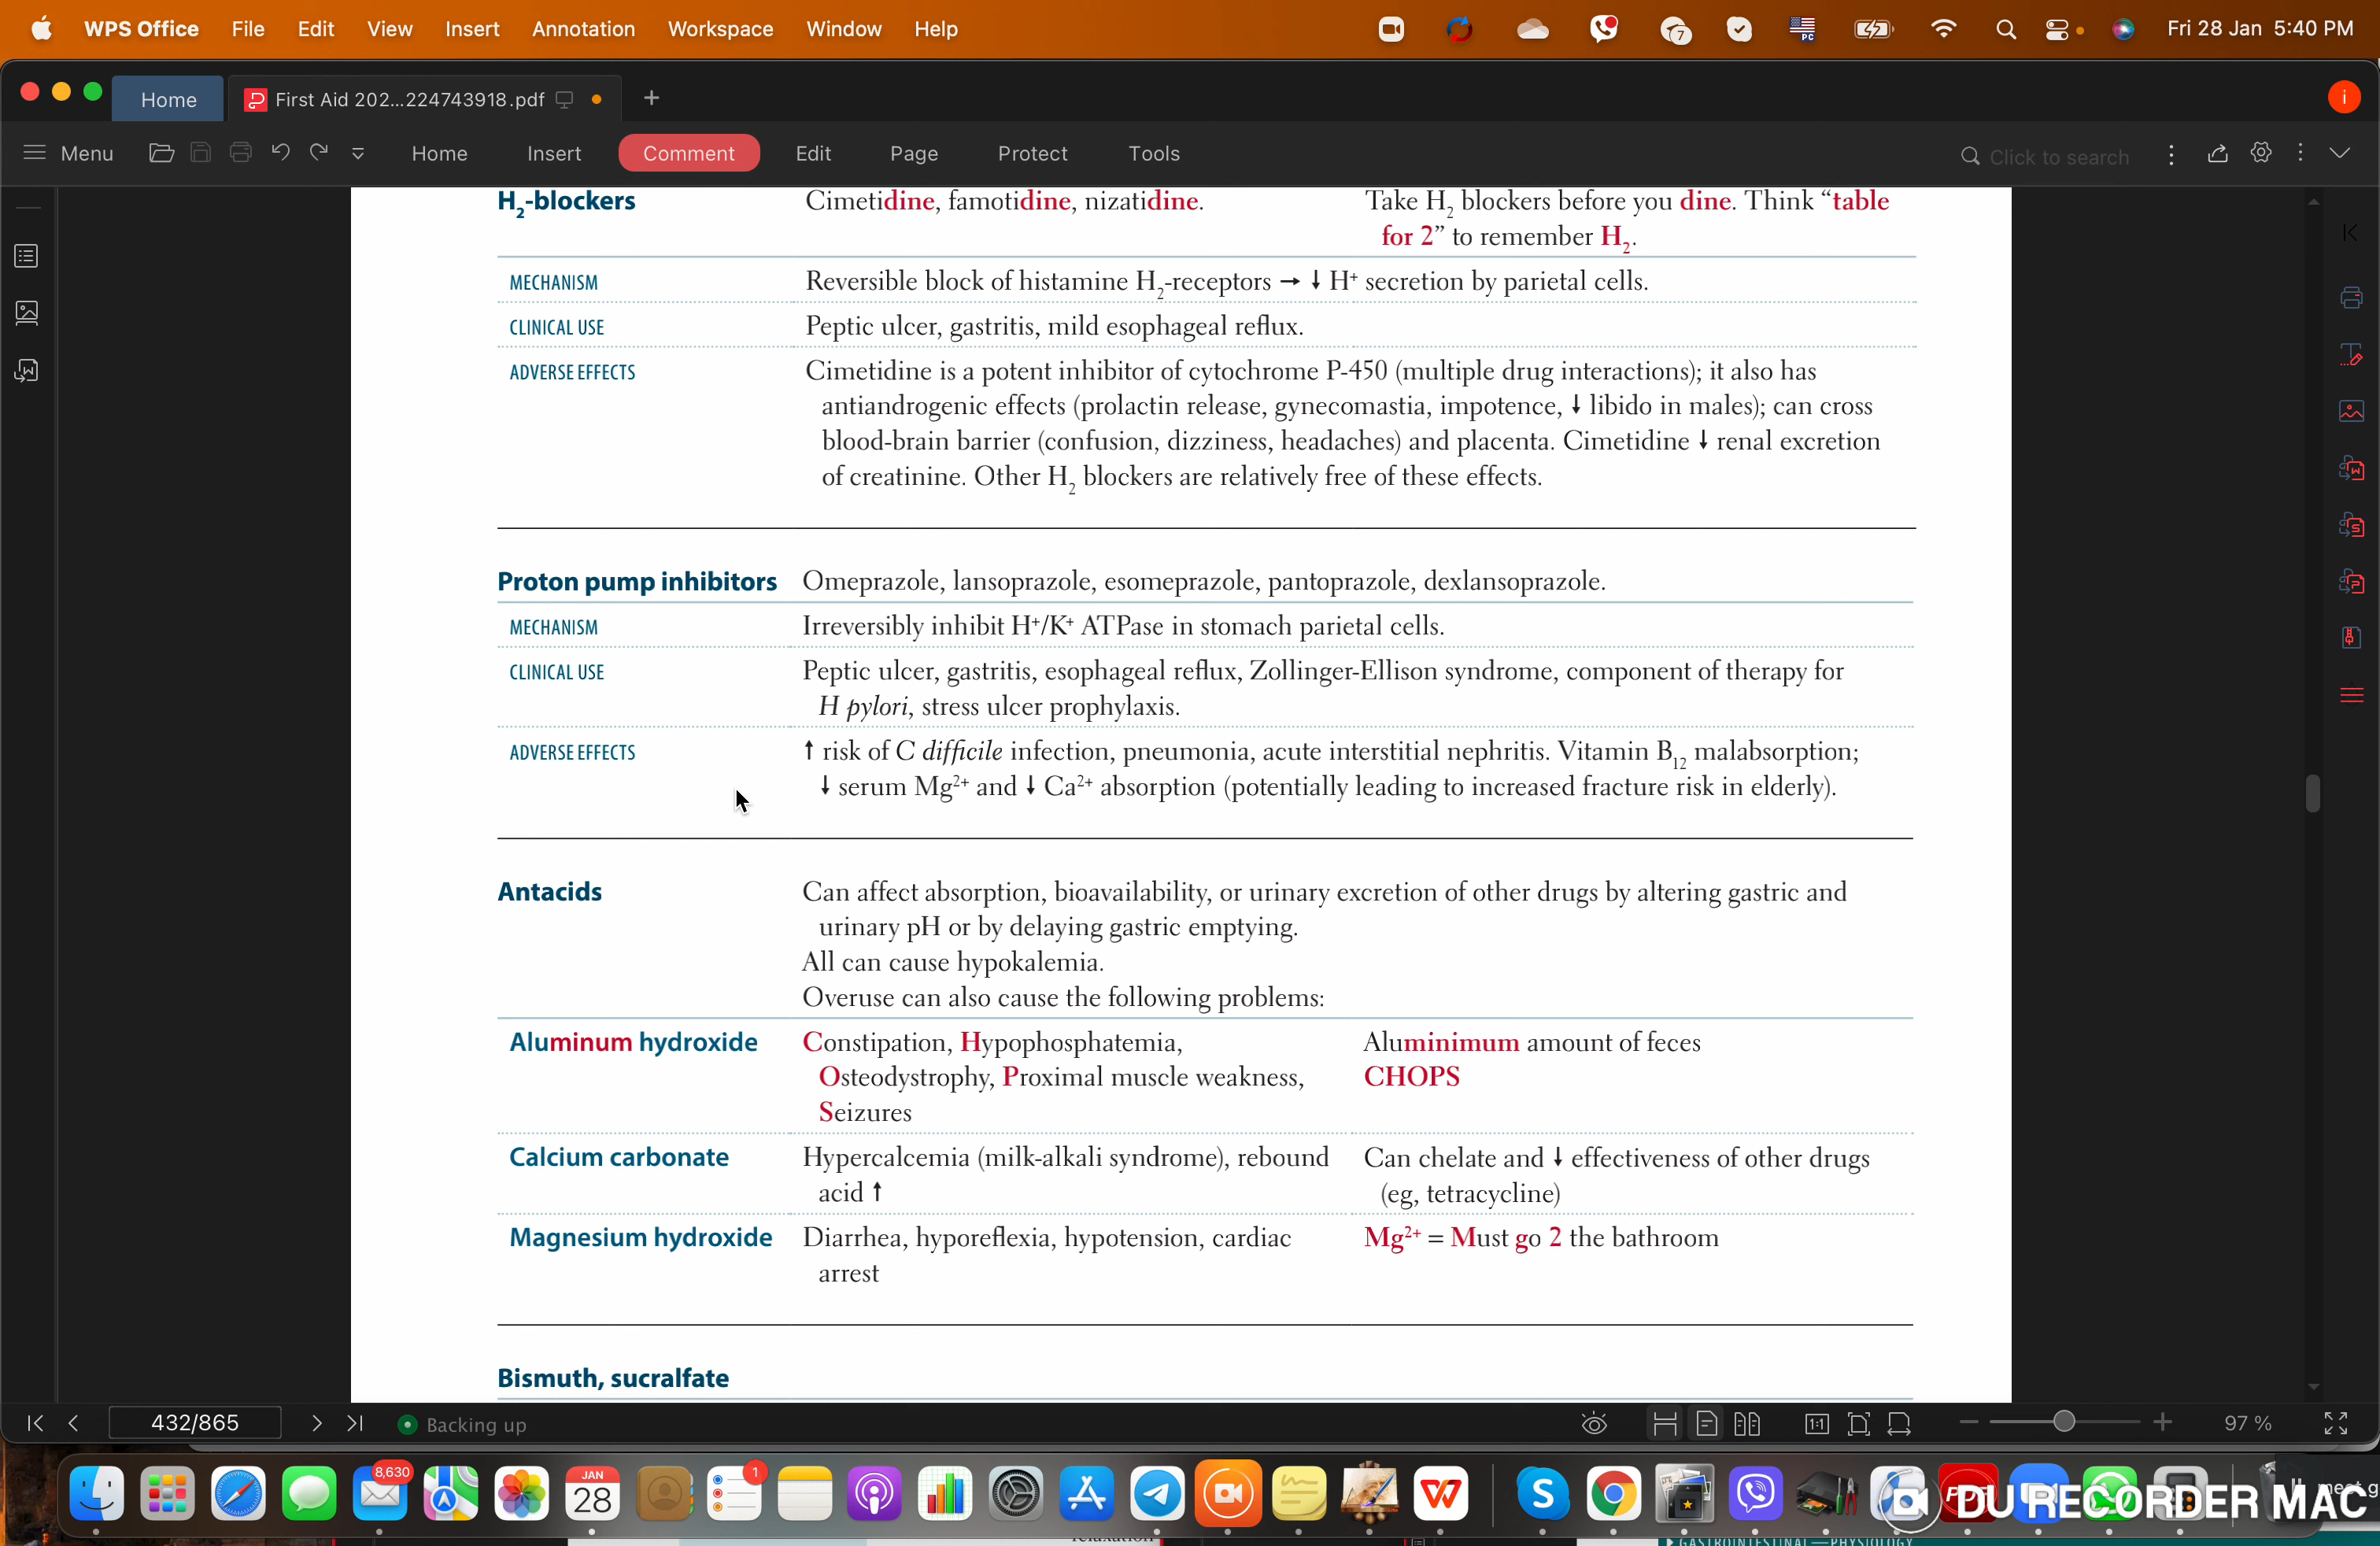 WPS Office File Edit View Insert Annotation Workspace Window Help 7 PC Fri 28 Jan 5:40 PM
Home First Aid 202...224743918.pdf + i
Menu Home Insert Comment Edit Page Protect Tools Click to search
H₂-blockers Cimetidine, famotidine, nizatidine. Take H₂ blockers before you dine. Think “table
for 2” to remember H₂.
MECHANISM Reversible block of histamine H₂-receptors → ↓ H⁺ secretion by parietal cells.
CLINICAL USE Peptic ulcer, gastritis, mild esophageal reflux.
ADVERSE EFFECTS Cimetidine is a potent inhibitor of cytochrome P-450 (multiple drug interactions); it also has
antiandrogenic effects (prolactin release, gynecomastia, impotence, ↓ libido in males); can cross
blood-brain barrier (confusion, dizziness, headaches) and placenta. Cimetidine ↓ renal excretion
of creatinine. Other H₂ blockers are relatively free of these effects.
Proton pump inhibitors Omeprazole, lansoprazole, esomeprazole, pantoprazole, dexlansoprazole.
MECHANISM Irreversibly inhibit H⁺/K⁺ ATPase in stomach parietal cells.
CLINICAL USE Peptic ulcer, gastritis, esophageal reflux, Zollinger-Ellison syndrome, component of therapy for
H pylori, stress ulcer prophylaxis.
ADVERSE EFFECTS ↑ risk of C difficile infection, pneumonia, acute interstitial nephritis. Vitamin B₁₂ malabsorption;
↓ serum Mg²⁺ and ↓ Ca²⁺ absorption (potentially leading to increased fracture risk in elderly).
Antacids Can affect absorption, bioavailability, or urinary excretion of other drugs by altering gastric and
urinary pH or by delaying gastric emptying.
All can cause hypokalemia.
Overuse can also cause the following problems:
Aluminum hydroxide Constipation, Hypophosphatemia, Aluminimum amount of feces
Osteodystrophy, Proximal muscle weakness, CHOPS
Seizures
Calcium carbonate Hypercalcemia (milk-alkali syndrome), rebound Can chelate and ↓ effectiveness of other drugs
acid ↑ (eg, tetracycline)
Magnesium hydroxide Diarrhea, hyporeflexia, hypotension, cardiac Mg²⁺ = Must go 2 the bathroom
arrest
Bismuth, sucralfate
432/865 Backing up 1:1 97 %
8,630 JAN 28 1
DU RECORDER MAC
GASTROINTESTINAL—PHYSIOLOGY